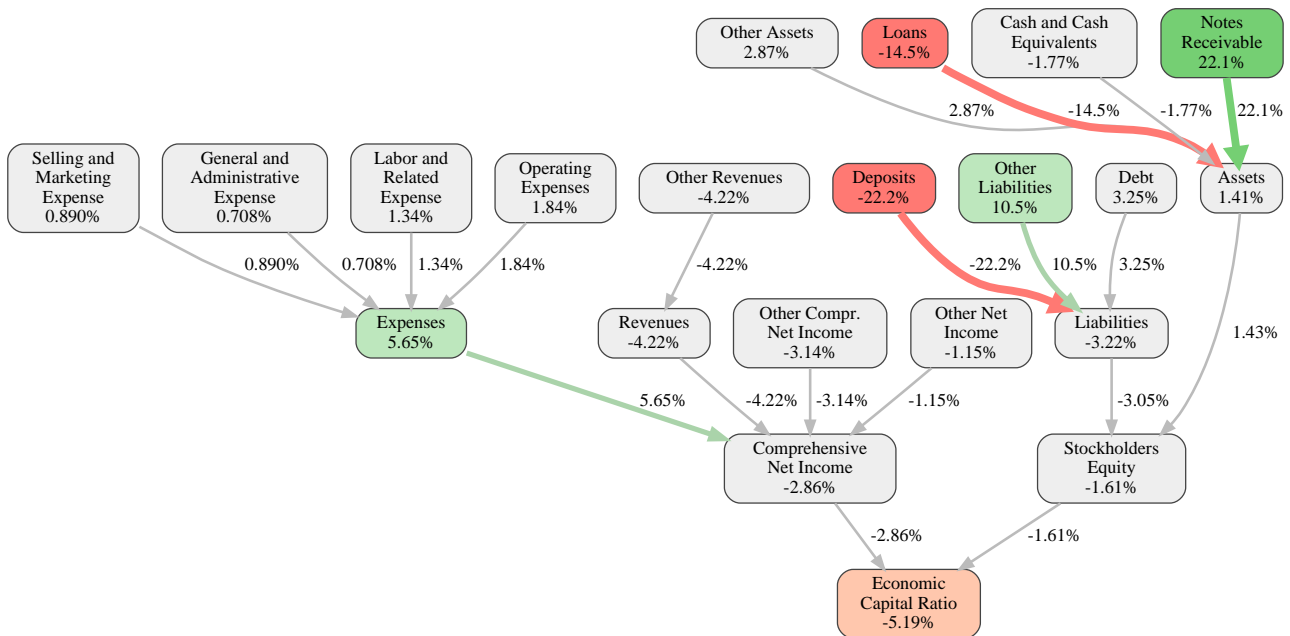 Other Assets
2.87%
Loans
-14.5%
Cash and Cash
Equivalents
-1.77%
Notes
Receivable
22.1%
2.87%
-14.5%
-1.77%
22.1%
Selling and
Marketing
Expense
0.890%
General and
Administrative
Expense
0.708%
Labor and
Related
Expense
1.34%
Operating
Expenses
1.84%
Other Revenues
-4.22%
Deposits
-22.2%
Other
Liabilities
10.5%
Debt
3.25%
Assets
1.41%
0.890%
0.708%
1.34%
1.84%
-4.22%
-22.2%
10.5%
3.25%
Expenses
5.65%
Revenues
-4.22%
Other Compr.
Net Income
-3.14%
Other Net
Income
-1.15%
Liabilities
-3.22%
1.43%
5.65%
-4.22%
-3.14%
-1.15%
-3.05%
Comprehensive
Net Income
-2.86%
Stockholders
Equity
-1.61%
-2.86%
-1.61%
Economic
Capital Ratio
-5.19%